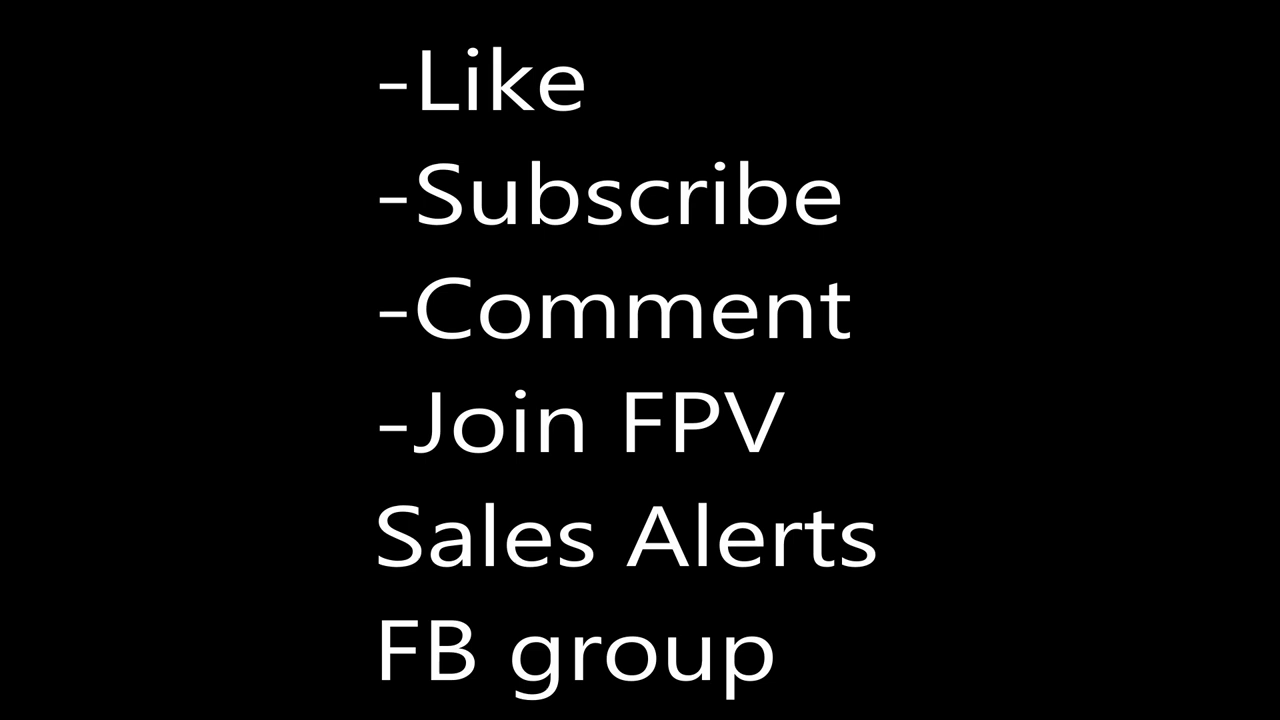 -Like
-Subscribe
-Comment
-Join FPV
Sales Alerts
FB group